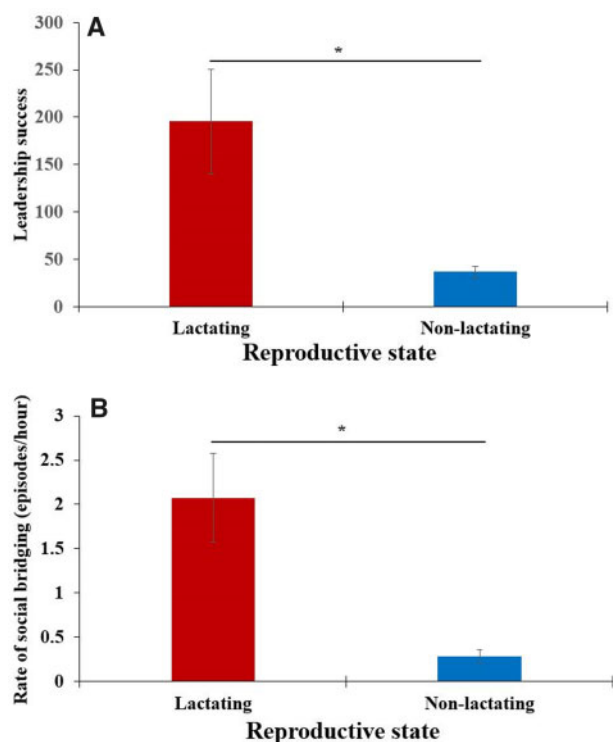 A
300
250
200
150
100
50
0
Leadership success
*
Lactating
Non-lactating
Reproductive state
B
3
2.5
2
1.5
1
0.5
0
Rate of social bridging (episodes/hour)
*
Lactating
Non-lactating
Reproductive state